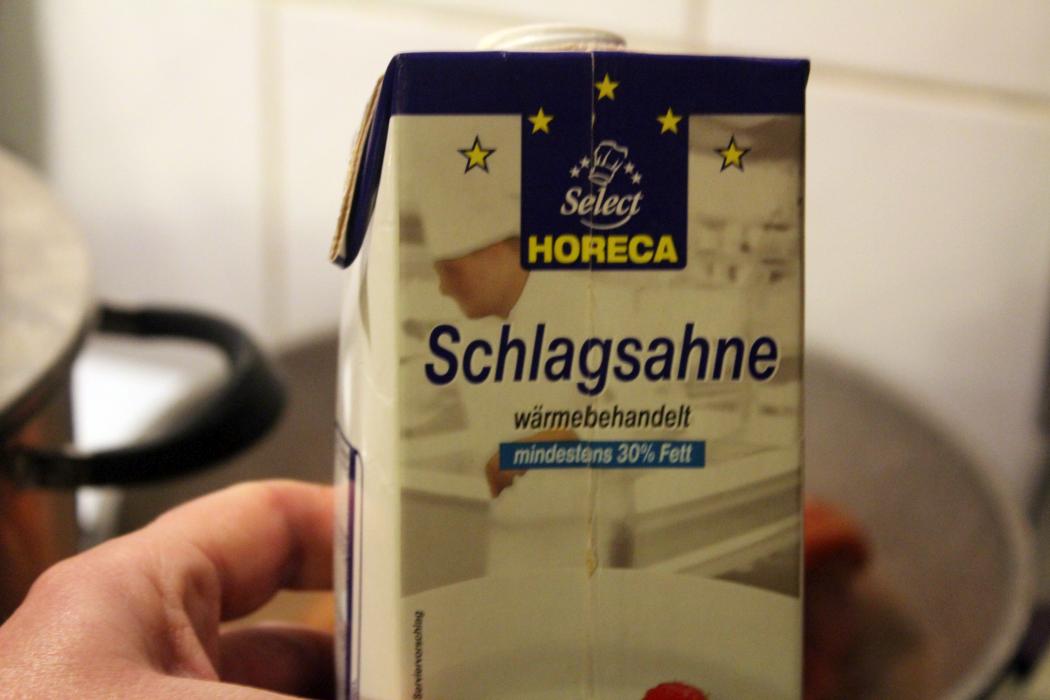 Select
HORECA
Schlagsahne
wärmebehandelt
mindestens 30% Fett
Serviervorschlag